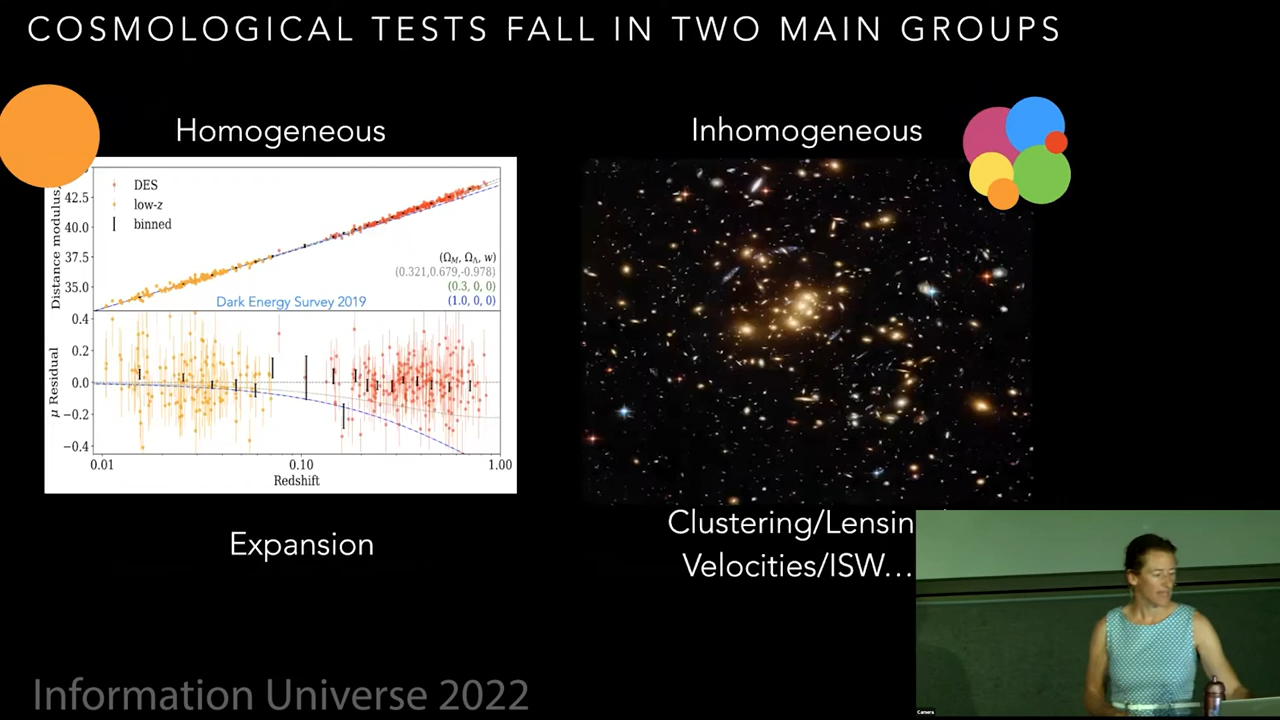 COSMOLOGICAL TESTS FALL IN TWO MAIN GROUPS
Homogeneous
Inhomogeneous
DES
low-z
binned
42.5
40.0
37.5
35.0
Distance modulus,
(Ω_M, Ω_Λ, w)
(0.321,0.679,-0.978)
(0.3, 0, 0)
(1.0, 0, 0)
Dark Energy Survey 2019
0.4
0.2
0.0
−0.2
−0.4
μ Residual
0.01
0.10
1.00
Redshift
Expansion
Clustering/Lensin
Velocities/ISW...
Information Universe 2022
Camera